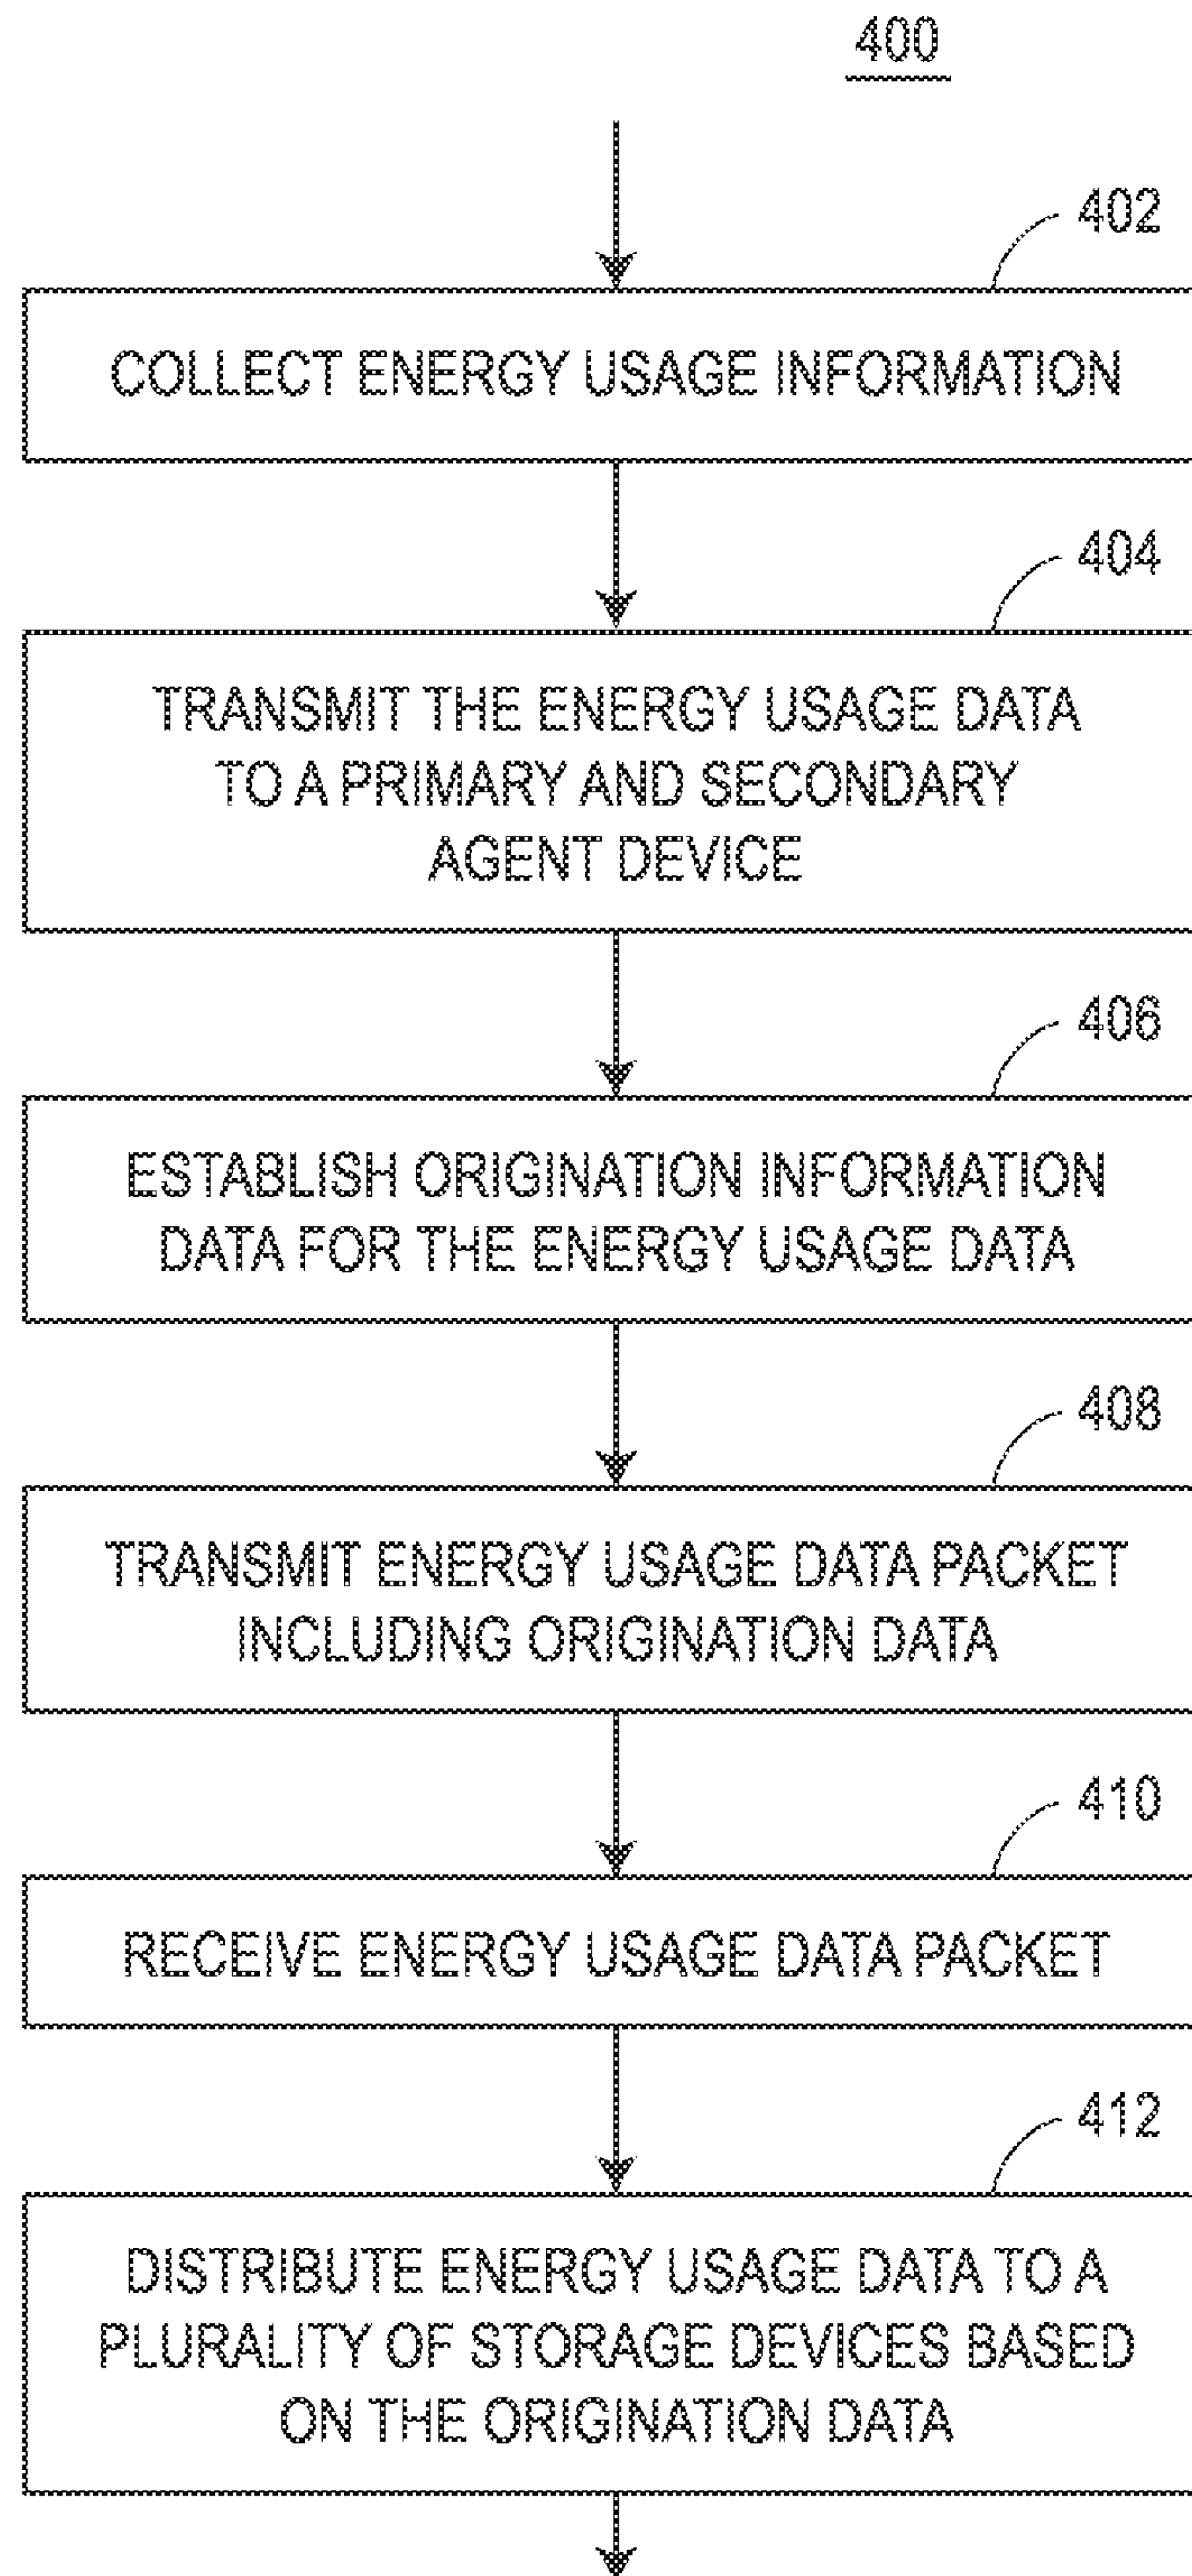 400
402
COLLECT ENERGY USAGE INFORMATION
404
TRANSMIT THE ENERGY USAGE DATA
TO A PRIMARY AND SECONDARY
AGENT DEVICE
406
ESTABLISH ORIGINATION INFORMATION
DATA FOR THE ENERGY USAGE DATA
408
TRANSMIT ENERGY USAGE DATA PACKET
INCLUDING ORIGINATION DATA
410
RECEIVE ENERGY USAGE DATA PACKET
412
DISTRIBUTE ENERGY USAGE DATA TO A
PLURALITY OF STORAGE DEVICES BASED
ON THE ORIGINATION DATA